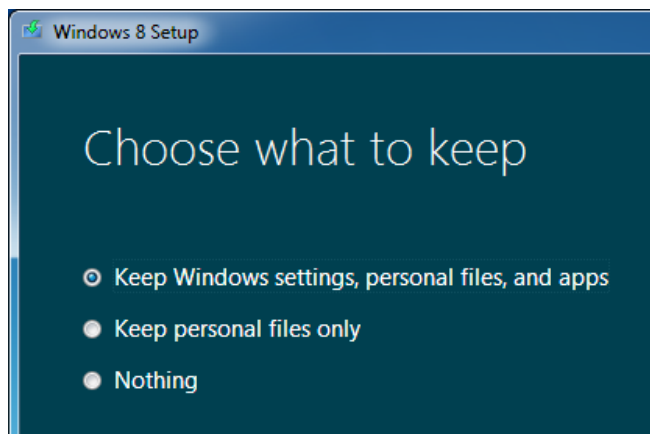 Windows 8 Setup
Choose what to keep
Keep Windows settings, personal files, and apps
Keep personal files only
Nothing